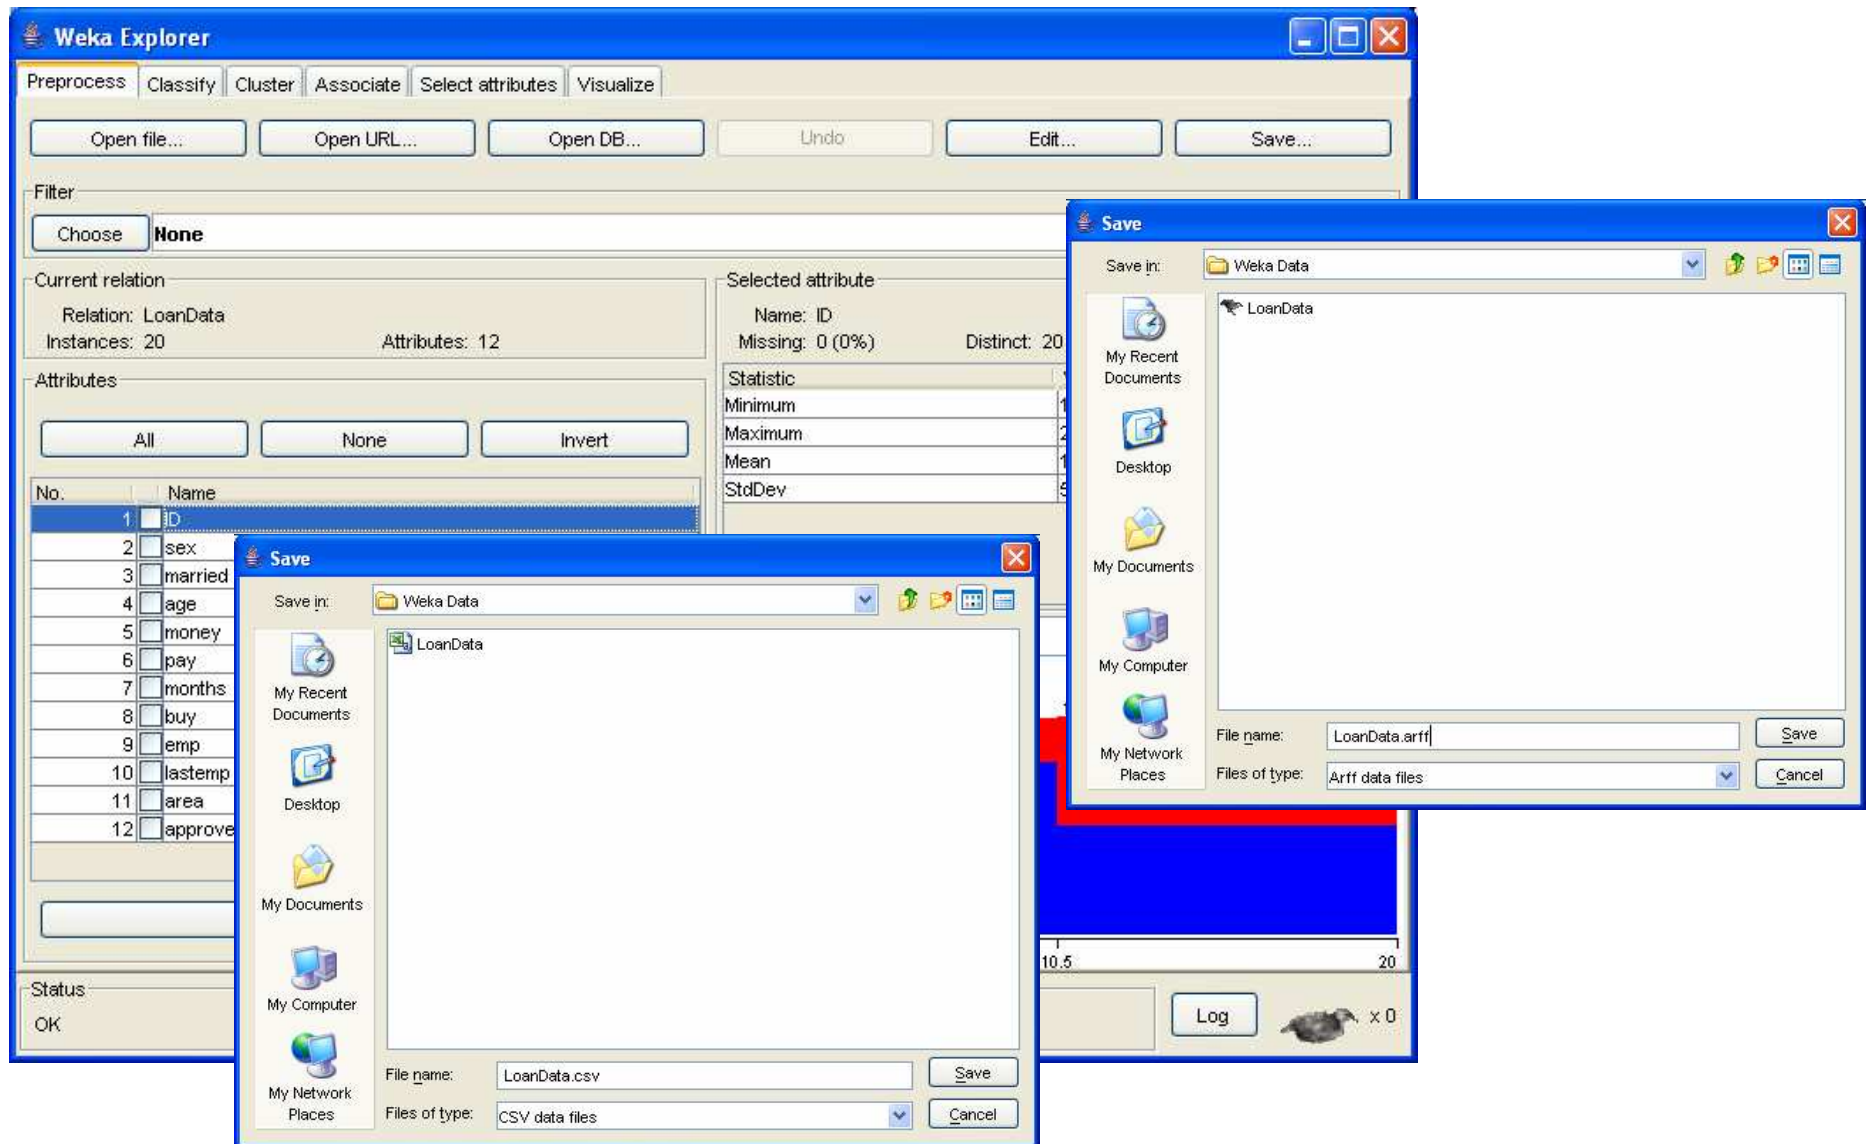 Weka Explorer
Preprocess Classify Cluster Associate Select attributes Visualize
Open file... Open URL... Open DB... Undo Edit... Save...
Filter
Choose None
Current relation
Relation: LoanData
Instances: 20 Attributes: 12
Attributes
All None Invert
No. Name
1 ID
2 sex
3 married
4 age
5 money
6 pay
7 months
8 buy
9 emp
10 lastemp
11 area
12 approve
Selected attribute
Name: ID
Missing: 0 (0%) Distinct: 20
Statistic
Minimum
Maximum
Mean
StdDev
10.5 20
Status
OK
Log x 0
Save
Save in: Weka Data
LoanData
My Recent
Documents
Desktop
My Documents
My Computer
My Network
Places
File name: LoanData.csv Save
Files of type: CSV data files Cancel
Save
Save in: Weka Data
LoanData
My Recent
Documents
Desktop
My Documents
My Computer
My Network
Places
File name: LoanData.arff Save
Files of type: Arff data files Cancel